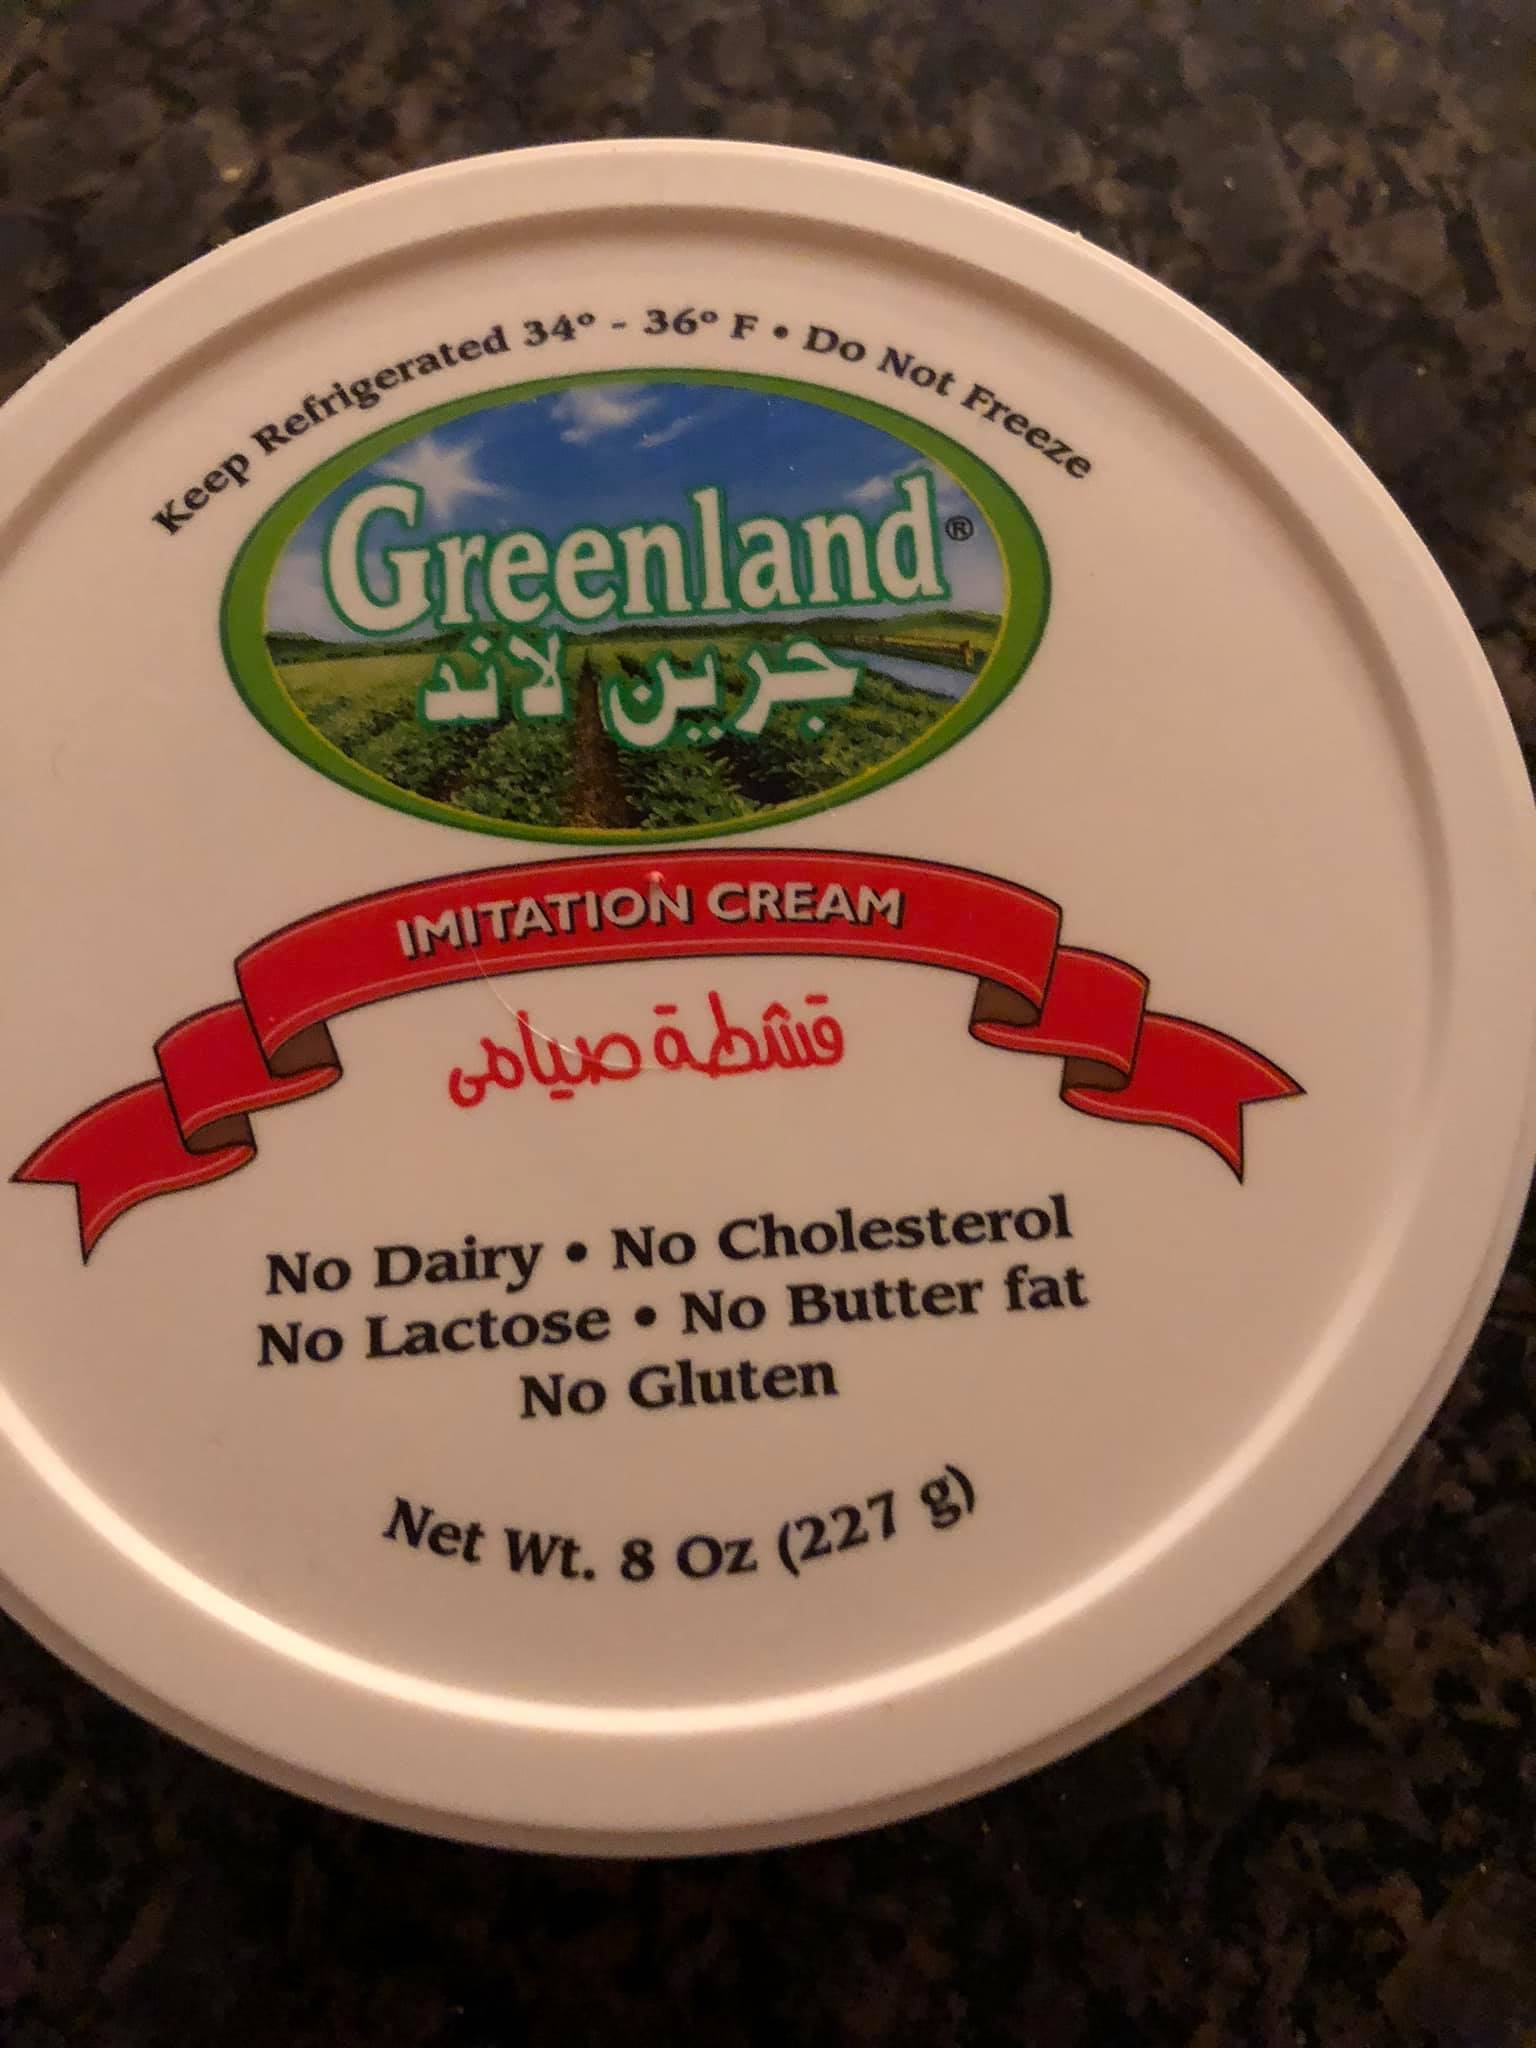 Keep Refrigerated 34° - 36° F • Do Not Freeze
Greenland®
جرين لاند
IMITATION CREAM
قشطة صيامى
No Dairy • No Cholesterol
No Lactose • No Butter fat
No Gluten
Net Wt. 8 Oz (227 g)